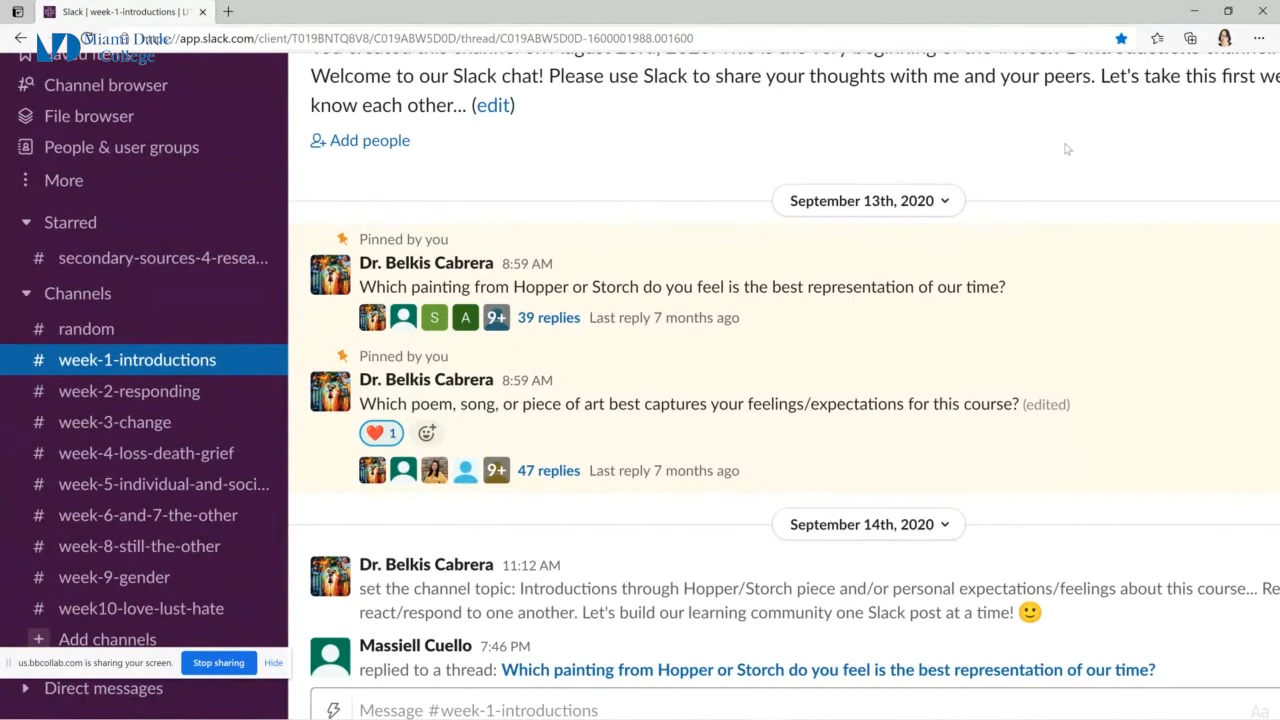 Slack | week-1-introductions | LI
Miami Dade College
://app.slack.com/client/T019BNTQ8V8/C019ABW5D0D/thread/C019ABW5D0D-1600001988.001600
Channel browser
File browser
People & user groups
More
Starred
# secondary-sources-4-resea...
Channels
# random
# week-1-introductions
# week-2-responding
# week-3-change
# week-4-loss-death-grief
# week-5-individual-and-soci...
# week-6-and-7-the-other
# week-8-still-the-other
# week-9-gender
# week10-love-lust-hate
+ Add channels
us.bbcollab.com is sharing your screen. Stop sharing Hide
Direct messages
Welcome to our Slack chat! Please use Slack to share your thoughts with me and your peers. Let's take this first we
know each other... (edit)
Add people
September 13th, 2020
Pinned by you
Dr. Belkis Cabrera 8:59 AM
Which painting from Hopper or Storch do you feel is the best representation of our time?
S A 9+ 39 replies Last reply 7 months ago
Pinned by you
Dr. Belkis Cabrera 8:59 AM
Which poem, song, or piece of art best captures your feelings/expectations for this course? (edited)
❤️ 1
9+ 47 replies Last reply 7 months ago
September 14th, 2020
Dr. Belkis Cabrera 11:12 AM
set the channel topic: Introductions through Hopper/Storch piece and/or personal expectations/feelings about this course... Re
react/respond to one another. Let's build our learning community one Slack post at a time! 🙂
Massiell Cuello 7:46 PM
replied to a thread: Which painting from Hopper or Storch do you feel is the best representation of our time?
Message #week-1-introductions
Aa